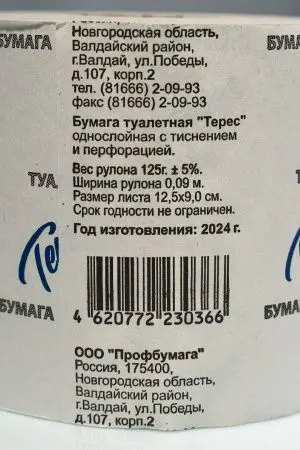 Новгородская область,
Валдайский район,
г.Валдай, ул.Победы,
д.107, корп.2
тел. (81666) 2-09-93
факс (81666) 2-09-93
Бумага туалетная "Терес"
однослойная с тиснением
и перфорацией.
Вес рулона 125г. ± 5%.
Ширина рулона 0,09 м.
Размер листа 12,5х9,0 см.
Срок годности не ограничен.
Год изготовления: 2024 г.
4 620772 230366
ООО "Профбумага"
Россия, 175400,
Новгородская область,
Валдайский район,
г.Валдай, ул.Победы,
д.107, корп.2
БУМАГА
ТУА
Те
БУМАГА
БУМАГА
БУМАГА